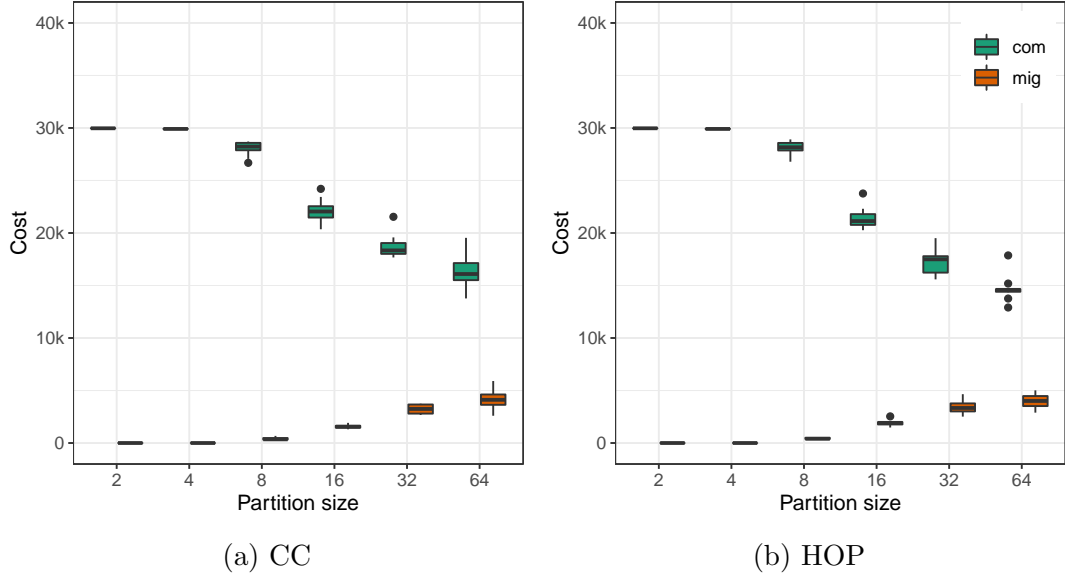 40k
30k
20k
10k
0
Cost
2 4 8 16 32 64
Partition size
(a) CC
40k
30k
20k
10k
0
Cost
com
mig
2 4 8 16 32 64
Partition size
(b) HOP